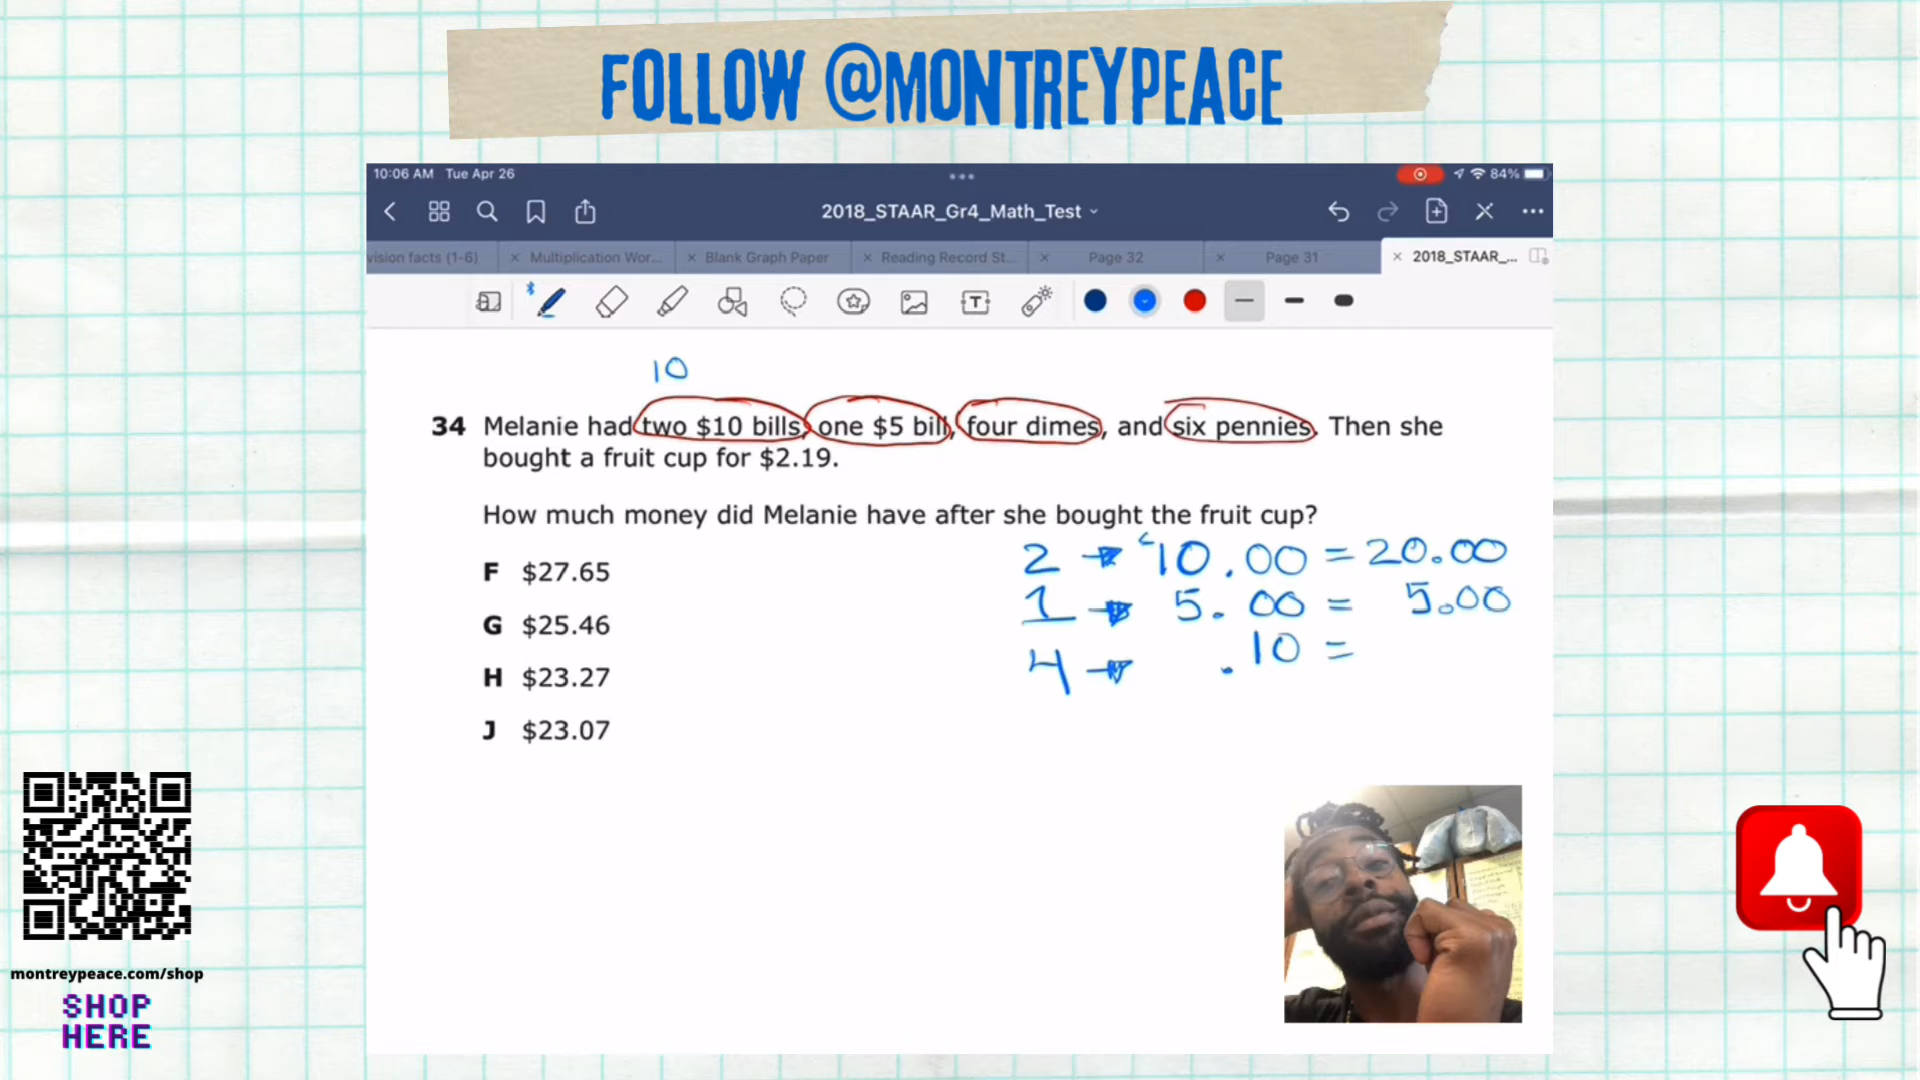 FOLLOW @MONTREYPEACE
10:06 AM Tue Apr 26
84%
2018_STAAR_Gr4_Math_Test
vision facts (1-6)
Multiplication Wor...
Blank Graph Paper
Reading Record St...
Page 32
Page 31
2018_STAAR_...
10
34 Melanie had two $10 bills, one $5 bill, four dimes, and six pennies. Then she
bought a fruit cup for $2.19.
How much money did Melanie have after she bought the fruit cup?
F $27.65
G $25.46
H $23.27
J $23.07
2 → 10.00 = 20.00
1 → 5.00 = 5.00
4 → .10 =
montreypeace.com/shop
SHOP
HERE